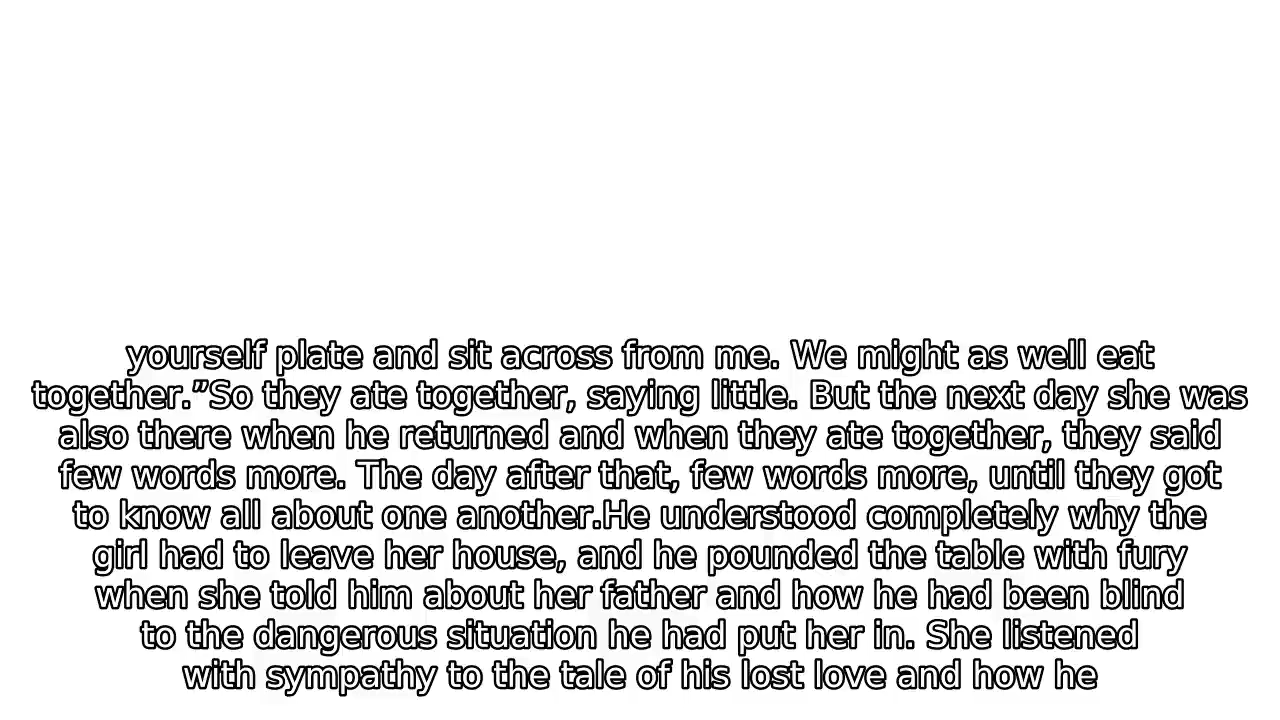 yourself plate and sit across from me. We might as well eat
together.”So they ate together, saying little. But the next day she was
also there when he returned and when they ate together, they said
few words more. The day after that, few words more, until they got
to know all about one another.He understood completely why the
girl had to leave her house, and he pounded the table with fury
when she told him about her father and how he had been blind
to the dangerous situation he had put her in. She listened
with sympathy to the tale of his lost love and how he